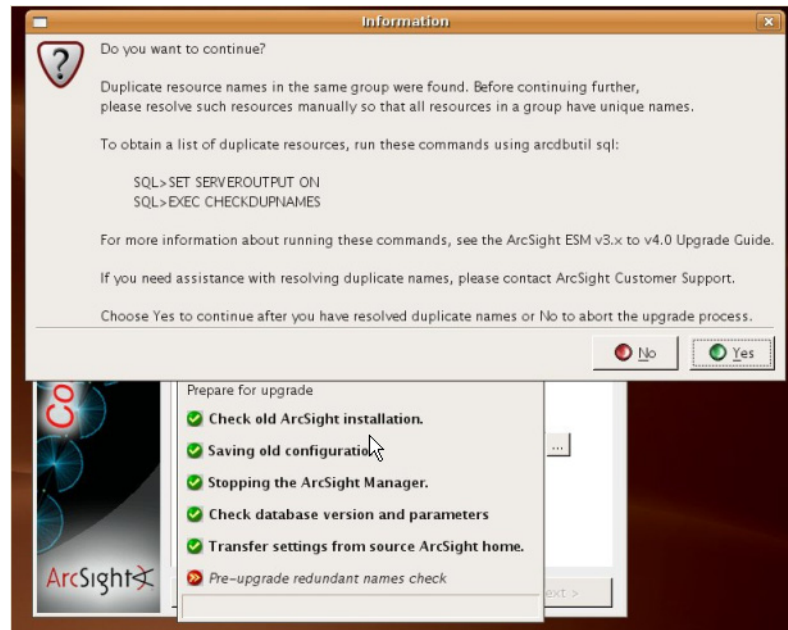 Information
Do you want to continue?
Duplicate resource names in the same group were found. Before continuing further,
please resolve such resources manually so that all resources in a group have unique names.
To obtain a list of duplicate resources, run these commands using arcdbutil sql:
SQL>SET SERVEROUTPUT ON
SQL>EXEC CHECKDUPNAMES
For more information about running these commands, see the ArcSight ESM v3.x to v4.0 Upgrade Guide.
If you need assistance with resolving duplicate names, please contact ArcSight Customer Support.
Choose Yes to continue after you have resolved duplicate names or No to abort the upgrade process.
No
Yes
Co
Prepare for upgrade
Check old ArcSight installation.
Saving old configuratio
...
Stopping the ArcSight Manager.
Check database version and parameters
Transfer settings from source ArcSight home.
Pre-upgrade redundant names check
ArcSight
ext >